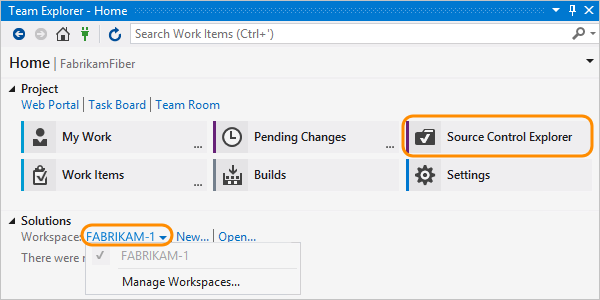 Team Explorer - Home
Search Work Items (Ctrl+')
Home | FabrikamFiber
Project
Web Portal | Task Board | Team Room
My Work ... Pending Changes ... Source Control Explorer
Work Items ... Builds Settings
Solutions
Workspace: FABRIKAM-1 New... | Open...
FABRIKAM-1
There were
Manage Workspaces...